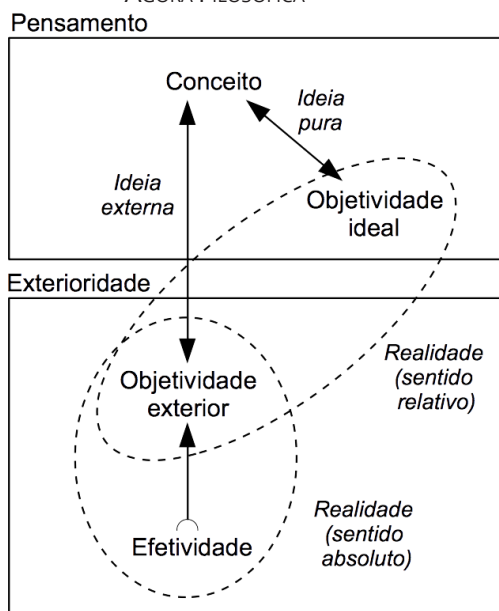 ÁGORA FILOSÓFICA
Pensamento
Conceito
Ideia
pura
Ideia
externa
Objetividade
ideal
Exterioridade
Objetividade
exterior
Realidade
(sentido
relativo)
Efetividade
Realidade
(sentido
absoluto)